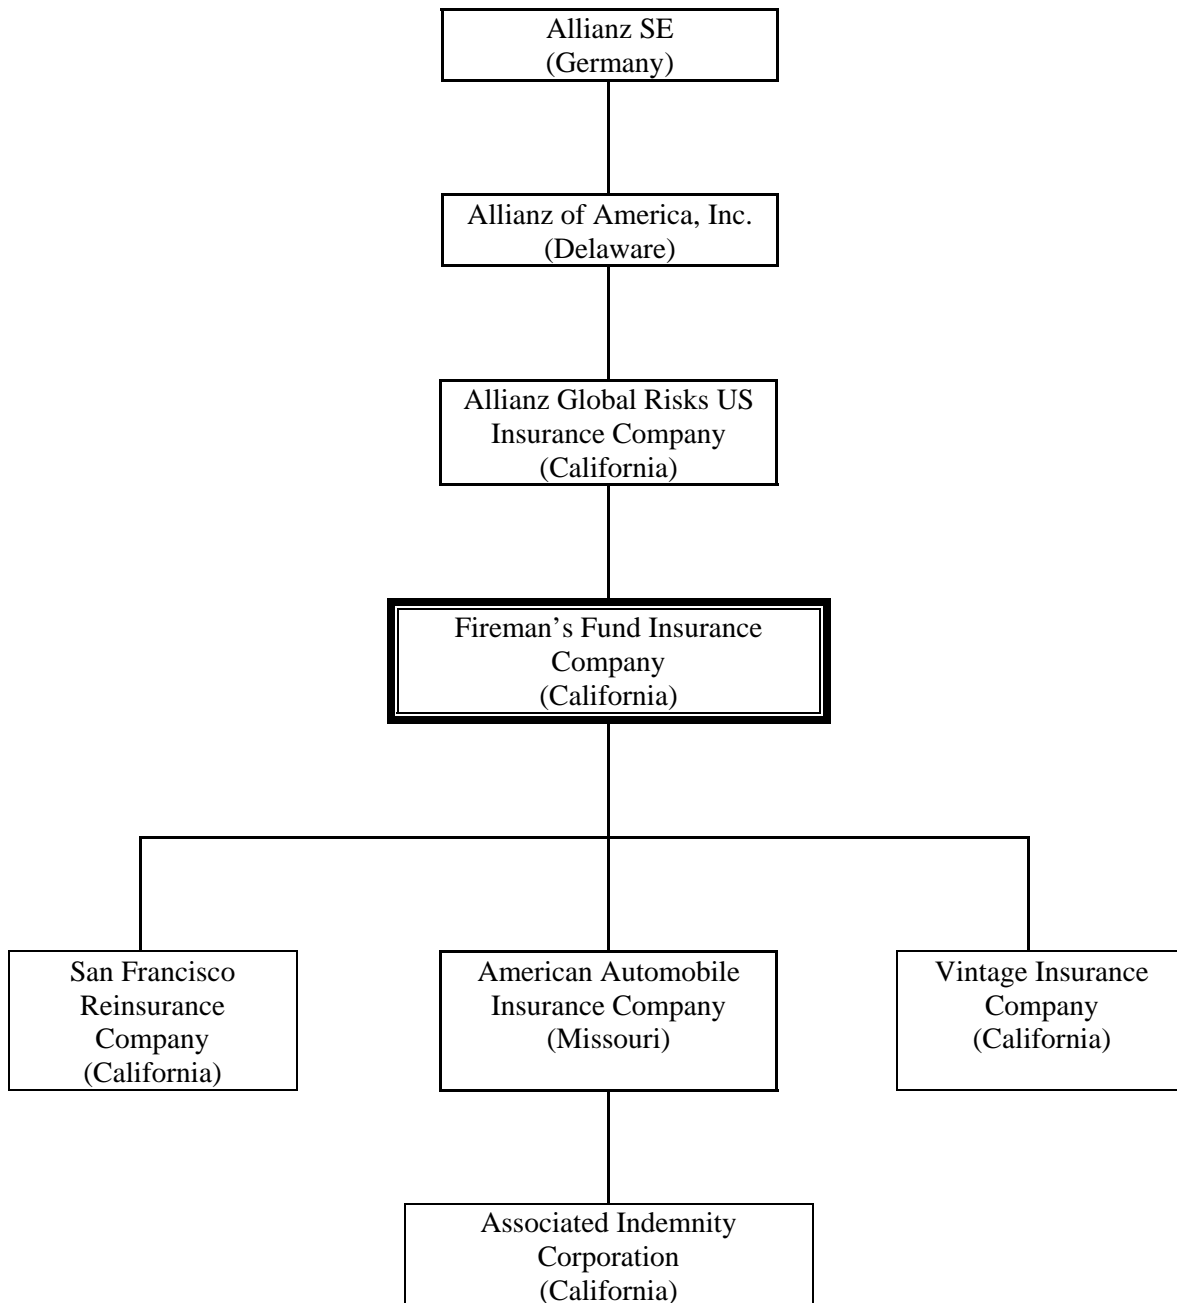 Allianz SE
(Germany)
Allianz of America, Inc.
(Delaware)
Allianz Global Risks US
Insurance Company
(California)
Fireman’s Fund Insurance
Company
(California)
San Francisco
Reinsurance
Company
(California)
American Automobile
Insurance Company
(Missouri)
Vintage Insurance
Company
(California)
Associated Indemnity
Corporation
(California)